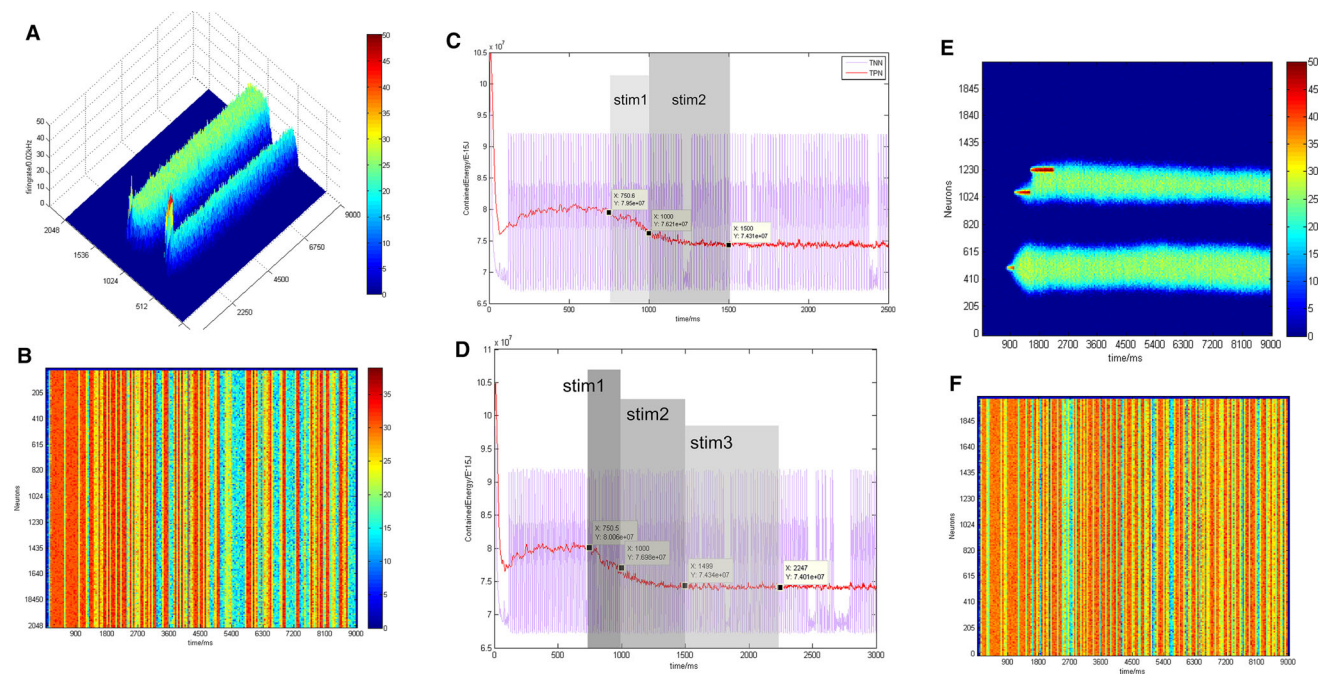 A
50
45
40
35
30
25
20
15
10
5
0
firingrate/0.02kHz
50
40
30
20
10
0
2048
1536
1024
512
2250
4500
6750
9000
B
205
410
615
820
1024
1230
1435
1640
18450
2048
Neurons
900 1800 2700 3600 4500 5400 6300 7200 8100 9000
time/ms
35
30
25
20
15
10
5
0
C
x 10^7
10.5
10
9.5
9
8.5
8
7.5
7
6.5
ContainedEnergy/E-15J
TNN
TPN
stim1
stim2
X: 750.6
Y: 7.95e+07
X: 1000
Y: 7.621e+07
X: 1500
Y: 7.431e+07
0 500 1000 1500 2000 2500
time/ms
D
x 10^7
11
10.5
10
9.5
9
8.5
8
7.5
7
6.5
ContainedEnergy/E-15J
stim1
stim2
stim3
X: 750.5
Y: 8.006e+07
X: 1000
Y: 7.698e+07
X: 1499
Y: 7.434e+07
X: 2247
Y: 7.401e+07
0 500 1000 1500 2000 2500 3000
time/ms
E
1845
1640
1435
1230
1024
820
615
410
205
0
Neurons
900 1800 2700 3600 4500 5400 6300 7200 8100 9000
time/ms
50
45
40
35
30
25
20
15
10
5
0
F
1845
1640
1435
1230
1024
820
615
410
205
0
Neurons
900 1800 2700 3600 4500 5400 6300 7200 8100 9000
time/ms